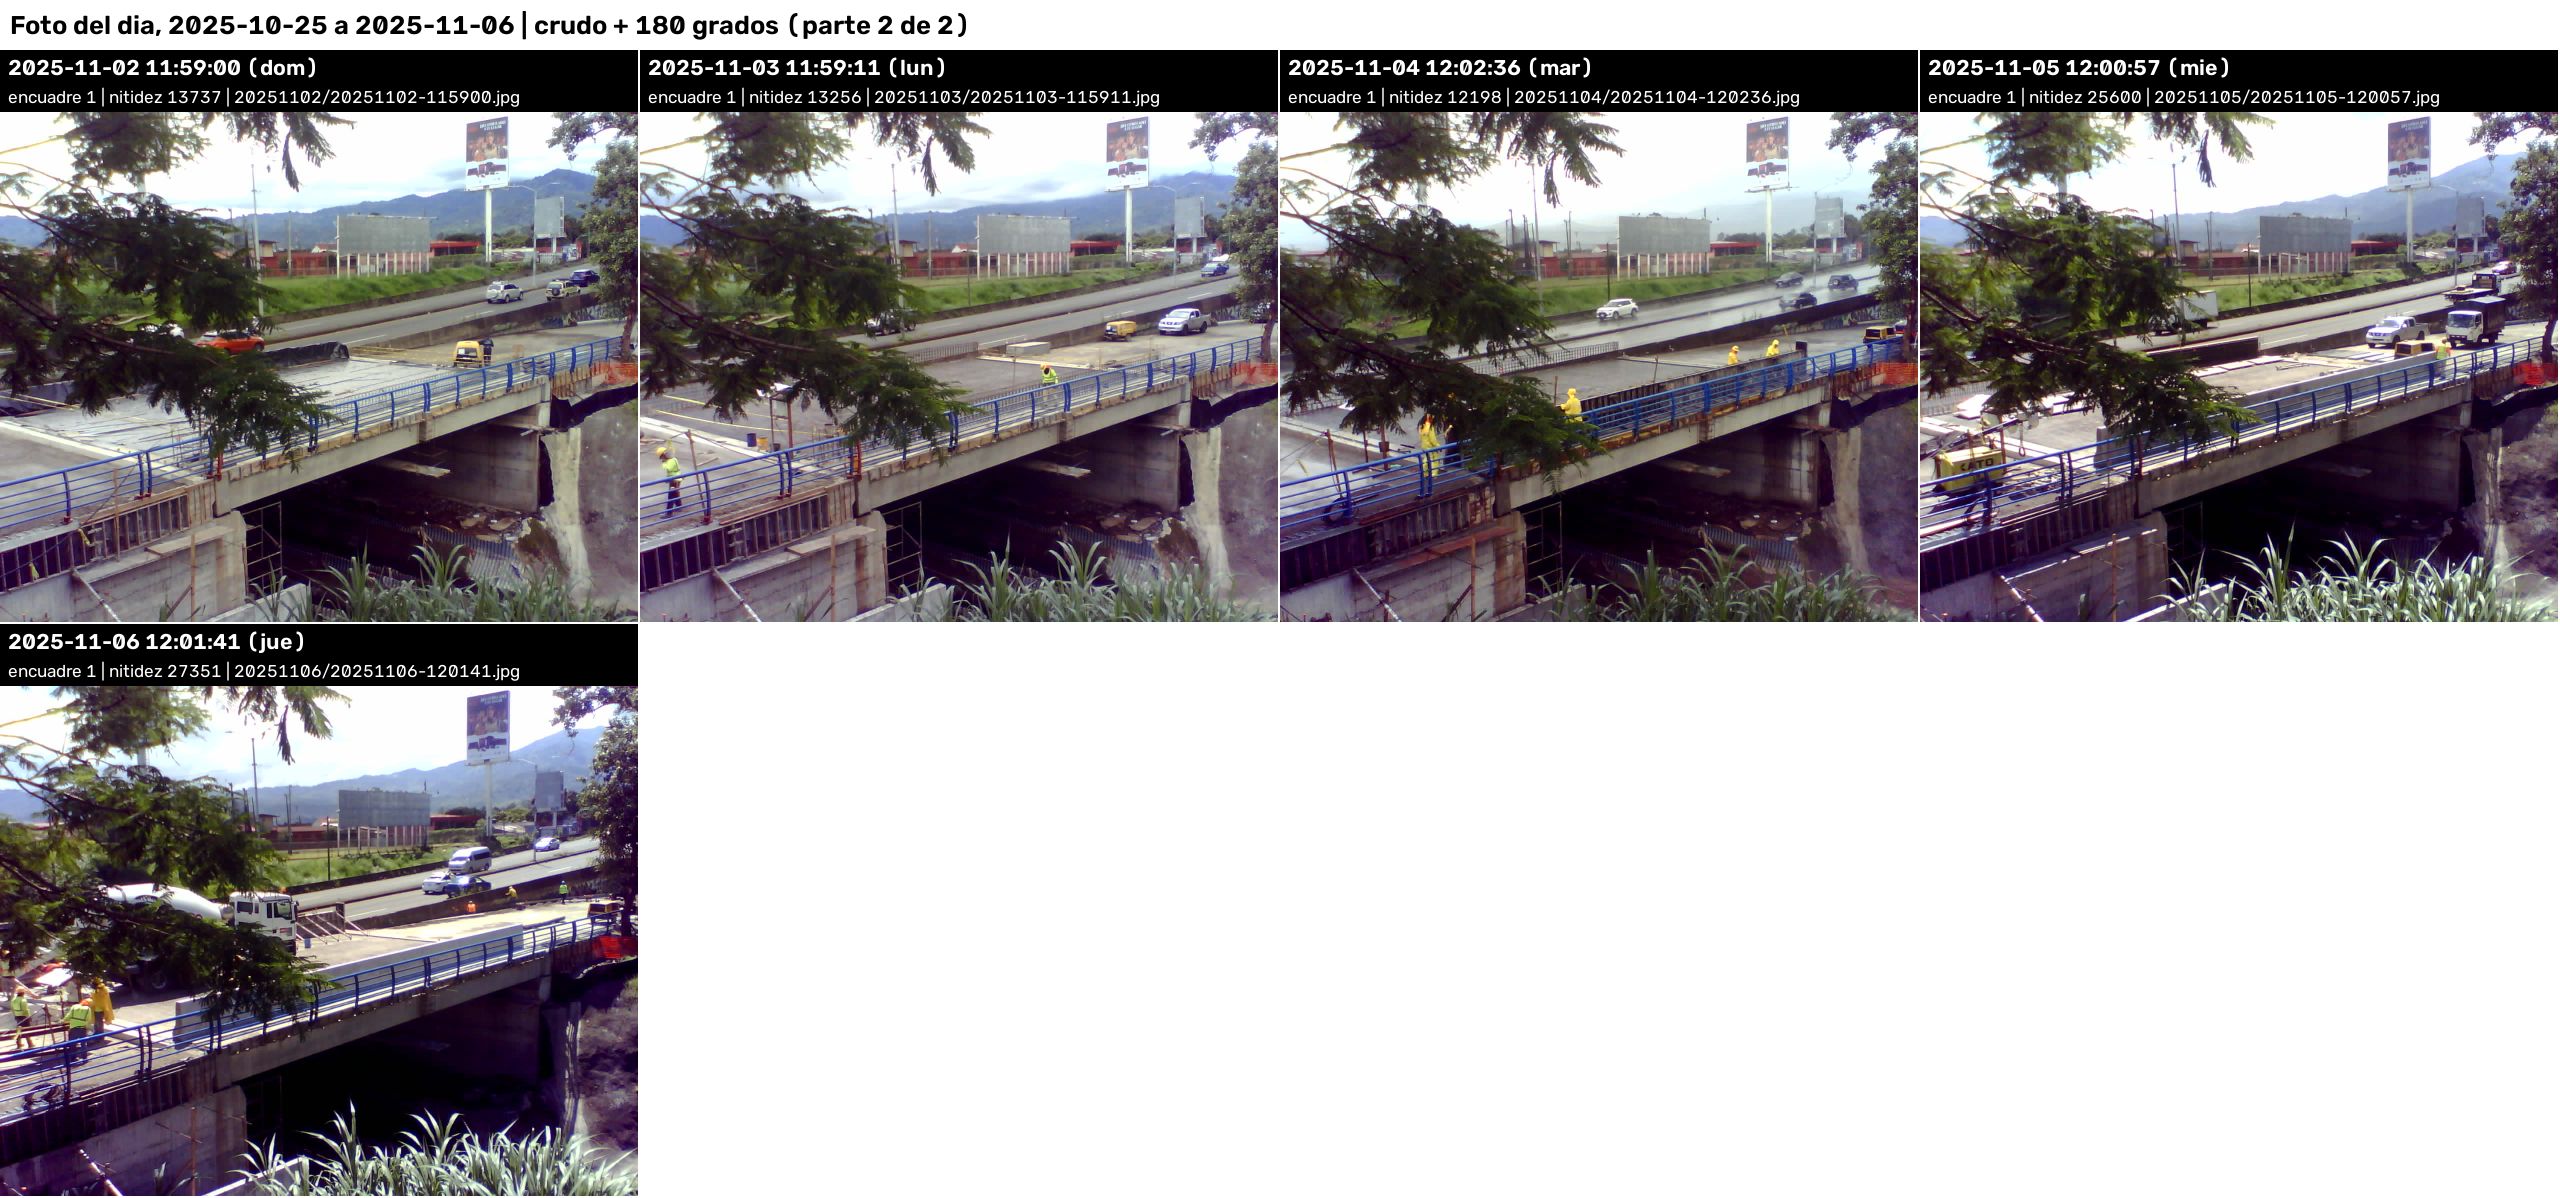 Foto del dia, 2025-10-25 a 2025-11-06 | crudo + 180 grados (parte 2 de 2)
2025-11-02 11:59:00 (dom)
encuadre 1 | nitidez 13737 | 20251102/20251102-115900.jpg
2025-11-03 11:59:11 (lun)
encuadre 1 | nitidez 13256 | 20251103/20251103-115911.jpg
2025-11-04 12:02:36 (mar)
encuadre 1 | nitidez 12198 | 20251104/20251104-120236.jpg
2025-11-05 12:00:57 (mie)
encuadre 1 | nitidez 25600 | 20251105/20251105-120057.jpg
KATO
2025-11-06 12:01:41 (jue)
encuadre 1 | nitidez 27351 | 20251106/20251106-120141.jpg